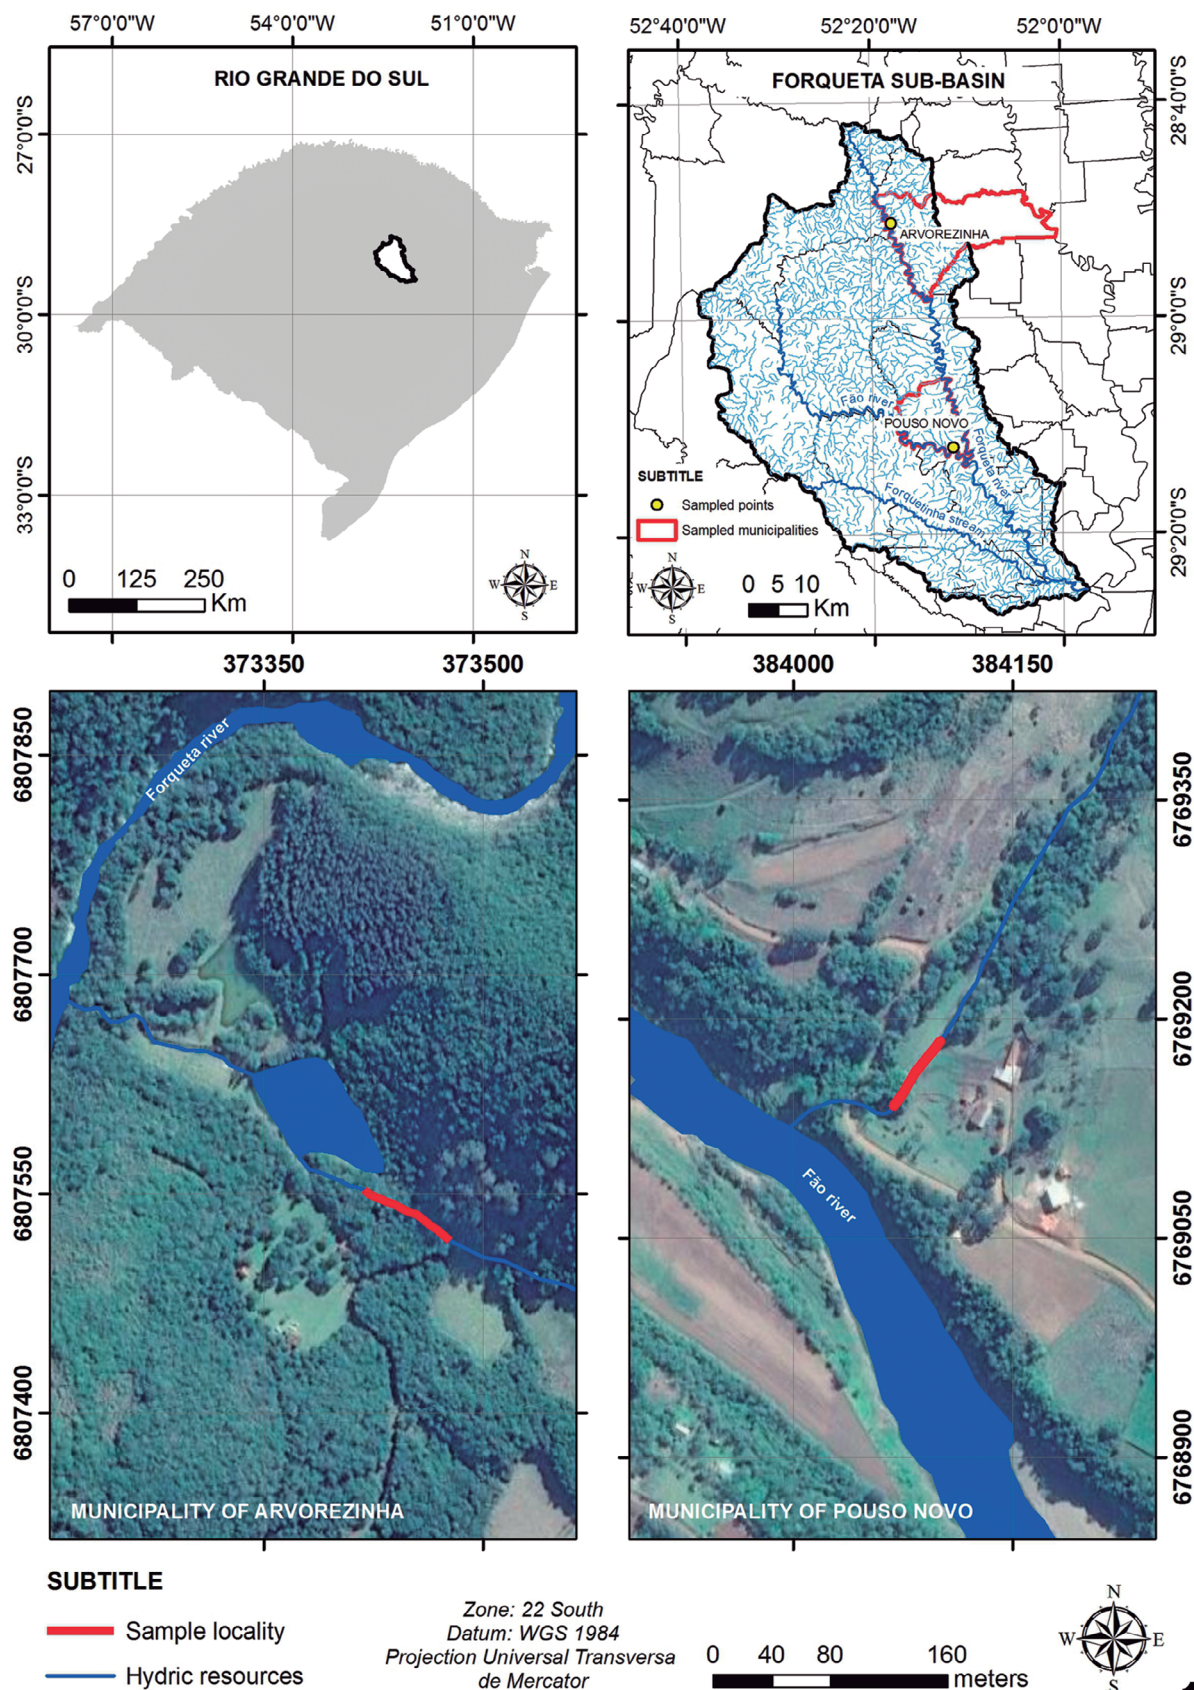 57°0'0"W 54°0'0"W 51°0'0"W
RIO GRANDE DO SUL
27°0'0"S
30°0'0"S
33°0'0"S
0 125 250
Km
N
W E
S
52°40'0"W 52°20'0"W 52°0'0"W
FORQUETA SUB-BASIN
28°40'0"S
29°0'0"S
29°20'0"S
ARVOREZINHA
Fão river
POUSO NOVO
Forqueta river
Forquetinha stream
SUBTITLE
Sampled points
Sampled municipalities
N
W E
S
0 5 10
Km
373350 373500
6807850
6807700
6807550
6807400
Forqueta river
MUNICIPALITY OF ARVOREZINHA
384000 384150
6769350
6769200
6769050
6768900
Fão river
MUNICIPALITY OF POUSO NOVO
SUBTITLE
Sample locality
Hydric resources
Zone: 22 South
Datum: WGS 1984
Projection Universal Transversa
de Mercator
0 40 80 160
meters
N
W E
S